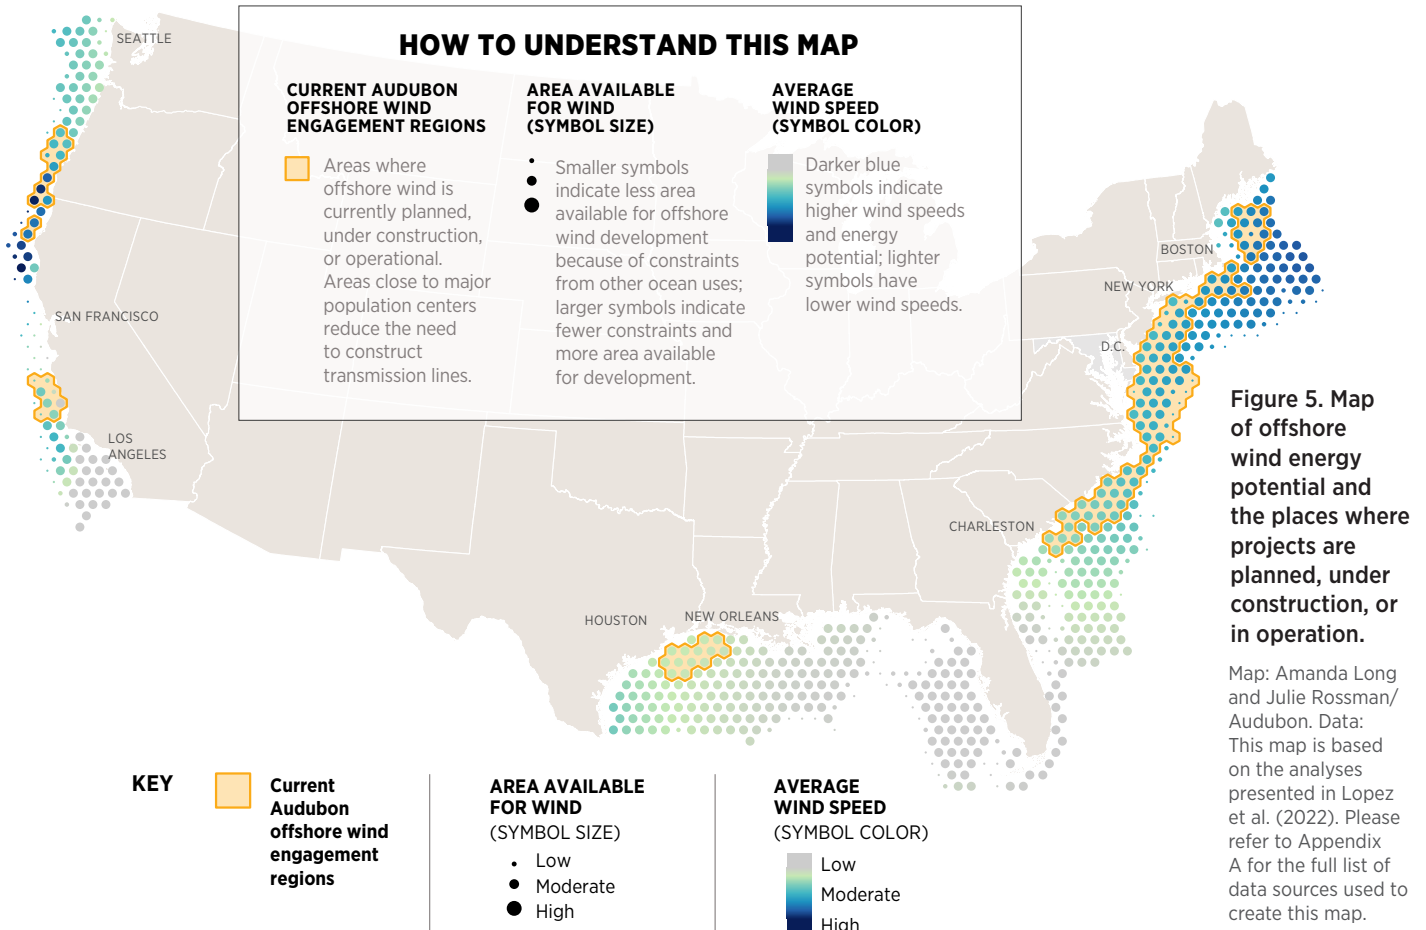 HOW TO UNDERSTAND THIS MAP
CURRENT AUDUBON
OFFSHORE WIND
ENGAGEMENT REGIONS
Areas where
offshore wind is
currently planned,
under construction,
or operational.
Areas close to major
population centers
reduce the need
to construct
transmission lines.
AREA AVAILABLE
FOR WIND
(SYMBOL SIZE)
Smaller symbols
indicate less area
available for offshore
wind development
because of constraints
from other ocean uses;
larger symbols indicate
fewer constraints and
more area available
for development.
AVERAGE
WIND SPEED
(SYMBOL COLOR)
Darker blue
symbols indicate
higher wind speeds
and energy
potential; lighter
symbols have
lower wind speeds.
SEATTLE
SAN FRANCISCO
LOS
ANGELES
HOUSTON
NEW ORLEANS
CHARLESTON
D.C.
NEW YORK
BOSTON
Figure 5. Map
of offshore
wind energy
potential and
the places where
projects are
planned, under
construction, or
in operation.
Map: Amanda Long
and Julie Rossman/
Audubon. Data:
This map is based
on the analyses
presented in Lopez
et al. (2022). Please
refer to Appendix
A for the full list of
data sources used to
create this map.
KEY
Current
Audubon
offshore wind
engagement
regions
AREA AVAILABLE
FOR WIND
(SYMBOL SIZE)
Low
Moderate
High
AVERAGE
WIND SPEED
(SYMBOL COLOR)
Low
Moderate
High